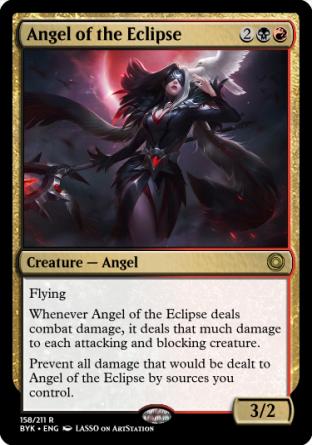 Angel of the Eclipse 2
Creature — Angel
Flying
Whenever Angel of the Eclipse deals
combat damage, it deals that much damage
to each attacking and blocking creature.
Prevent all damage that would be dealt to
Angel of the Eclipse by sources you
control.
3/2
158/211 R
BYK • ENG LASSO on ArtStation